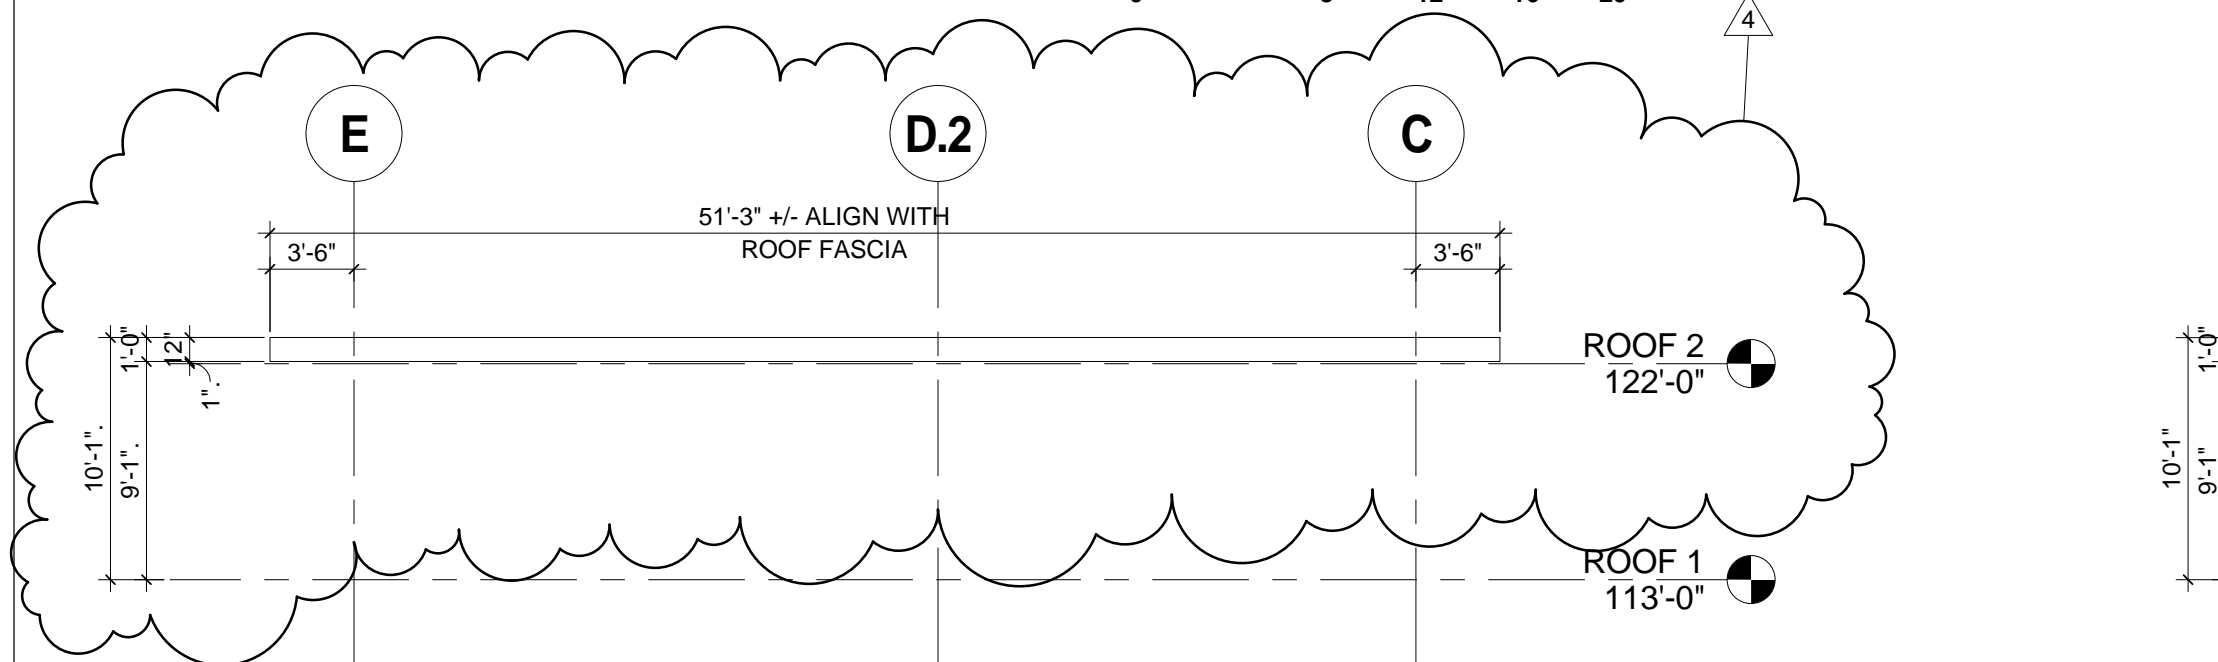 4
E
D.2
C
51'-3" +/- ALIGN WITH
ROOF FASCIA
3'-6"
3'-6"
1'-0"
12"
1".
10'-1".
9'-1".
ROOF 2
122'-0"
ROOF 1
113'-0"
1'-0"
10'-1"
9'-1"